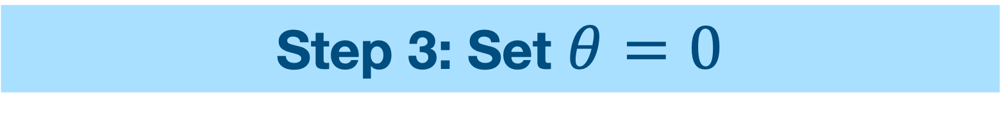 Step 3: Set θ = 0